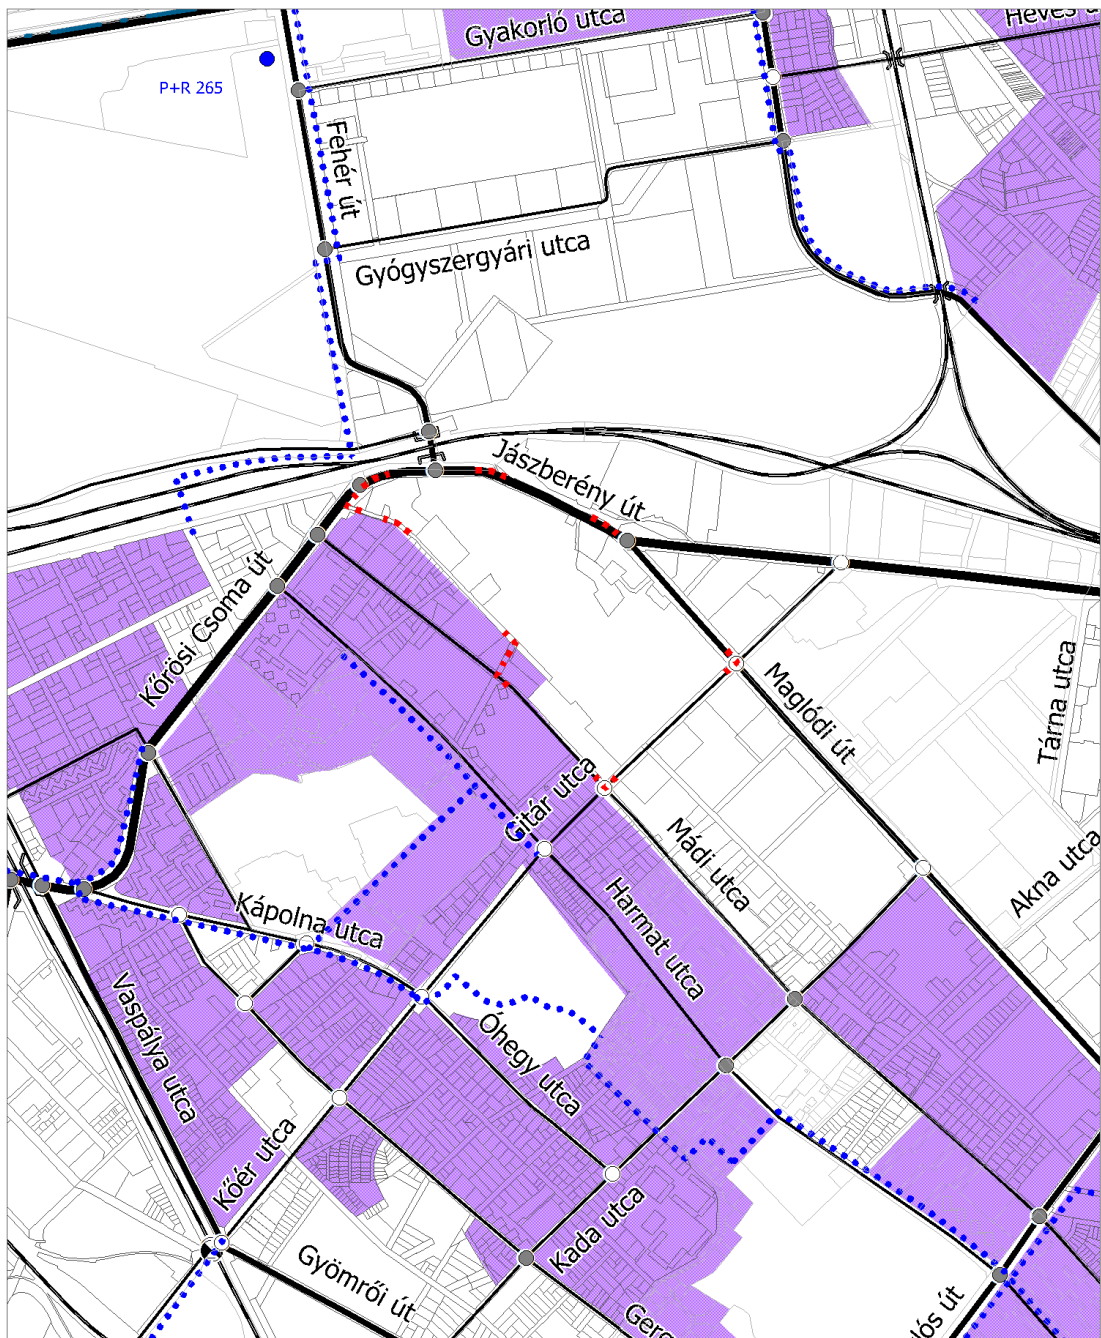 Gyakorló utca
Heves
P+R 265
Fehér út
Gyógyszergyári utca
Jászberény út
Kőrösi Csoma út
Maglódi út
Tárna utca
Gitár utca
Mádi utca
Akna utca
Harmat utca
Kápolna utca
Vaspálya utca
Óhegy utca
Kőér utca
Kada utca
Gyömrői út